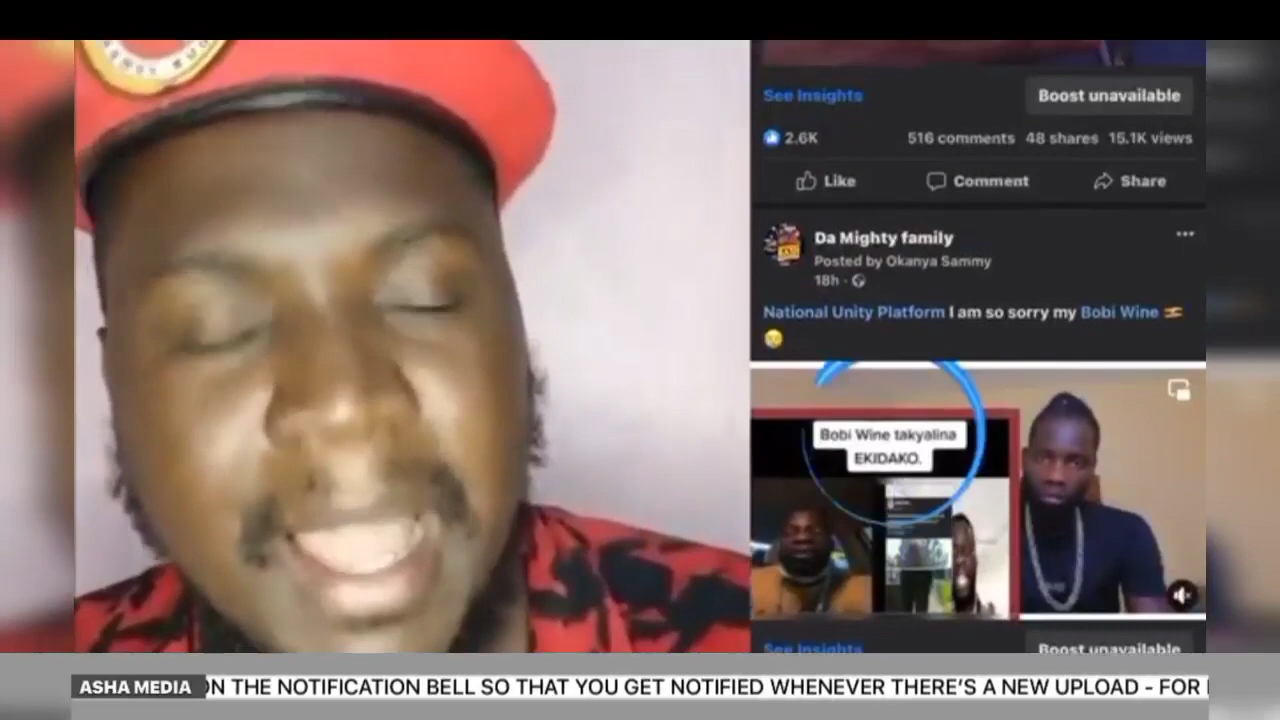 See Insights
Boost unavailable
2.6K
516 comments 48 shares 15.1K views
Like
Comment
Share
Da Mighty family
Posted by Okanya Sammy
18h
National Unity Platform I am so sorry my Bobi Wine
Bobi Wine takyalina
EKIDAKO.
See Insights
Boost unavailable
ASHA MEDIA
ON THE NOTIFICATION BELL SO THAT YOU GET NOTIFIED WHENEVER THERE'S A NEW UPLOAD - FOR